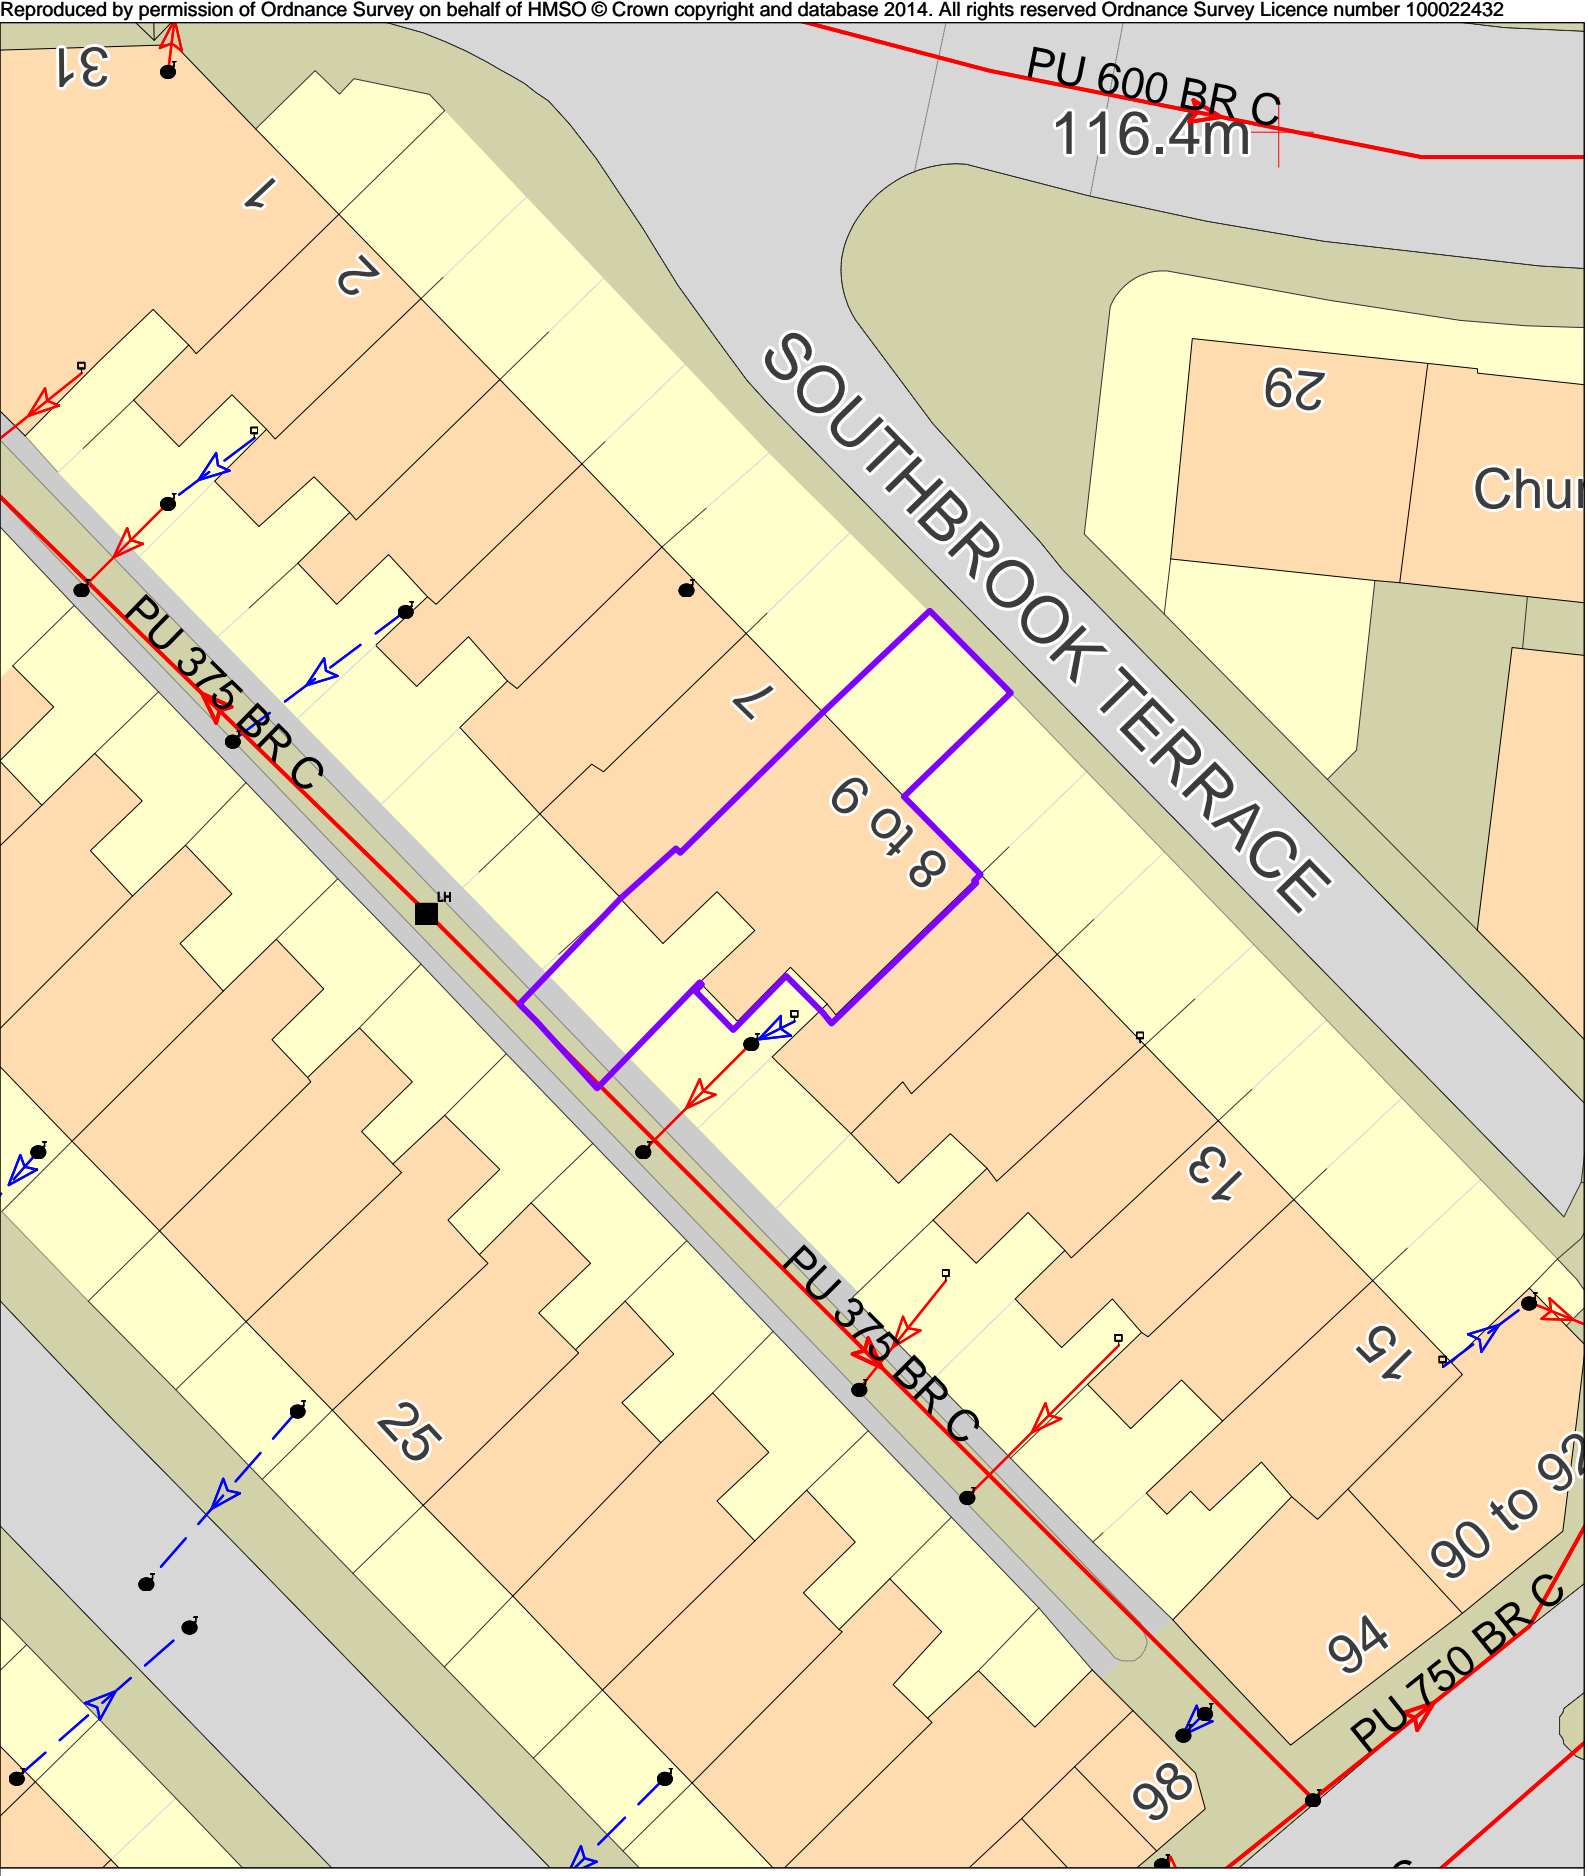 Reproduced by permission of Ordnance Survey on behalf of HMSO © Crown copyright and database 2014. All rights reserved Ordnance Survey Licence number 100022432
31
PU 600 BR C
116.4m
1
2
SOUTHBROOK TERRACE
29
Chur
PU 375 BR C
7
8 to 9
LH
13
PU 375 BR C
15
25
90 to 92
94
PU 750 BR C
98